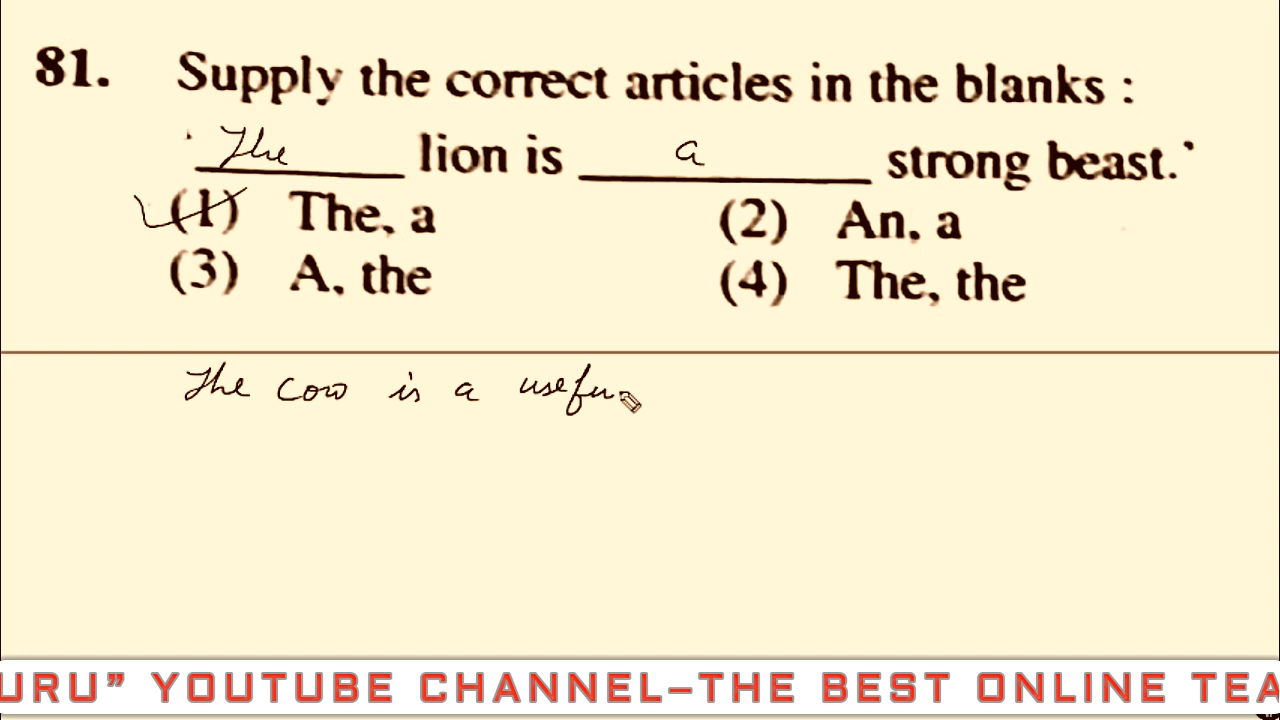 81. Supply the correct articles in the blanks :
' The lion is a strong beast.'
(1) The, a (2) An, a
(3) A, the (4) The, the
The cow is a usefu
URU” YOUTUBE CHANNEL–THE BEST ONLINE TEA